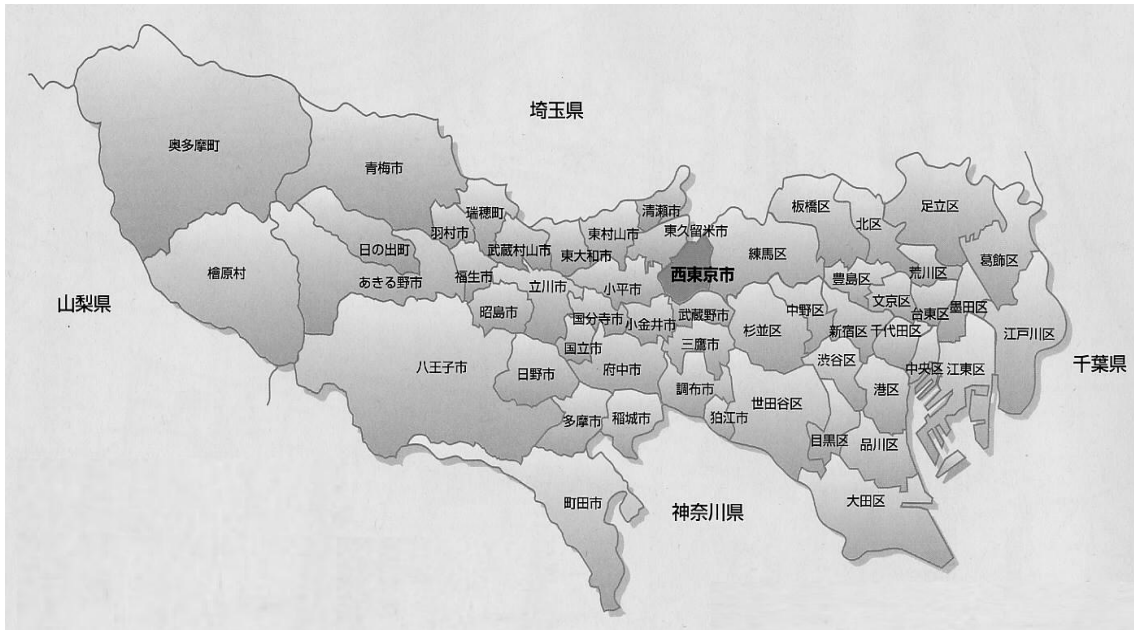 埼玉県
奥多摩町
青梅市
瑞穂町
清瀬市
板橋区
足立区
北区
羽村市
武蔵村山市
東村山市
東久留米市
日の出町
東大和市
練馬区
葛飾区
檜原村
あきる野市
福生市
立川市
小平市
西東京市
豊島区
荒川区
山梨県
昭島市
国分寺市
小金井市
武蔵野市
中野区
文京区
台東区
墨田区
杉並区
新宿区
千代田区
江戸川区
国立市
三鷹市
八王子市
日野市
府中市
渋谷区
中央区
江東区
千葉県
調布市
港区
多摩市
稲城市
狛江市
世田谷区
目黒区
品川区
町田市
神奈川県
大田区